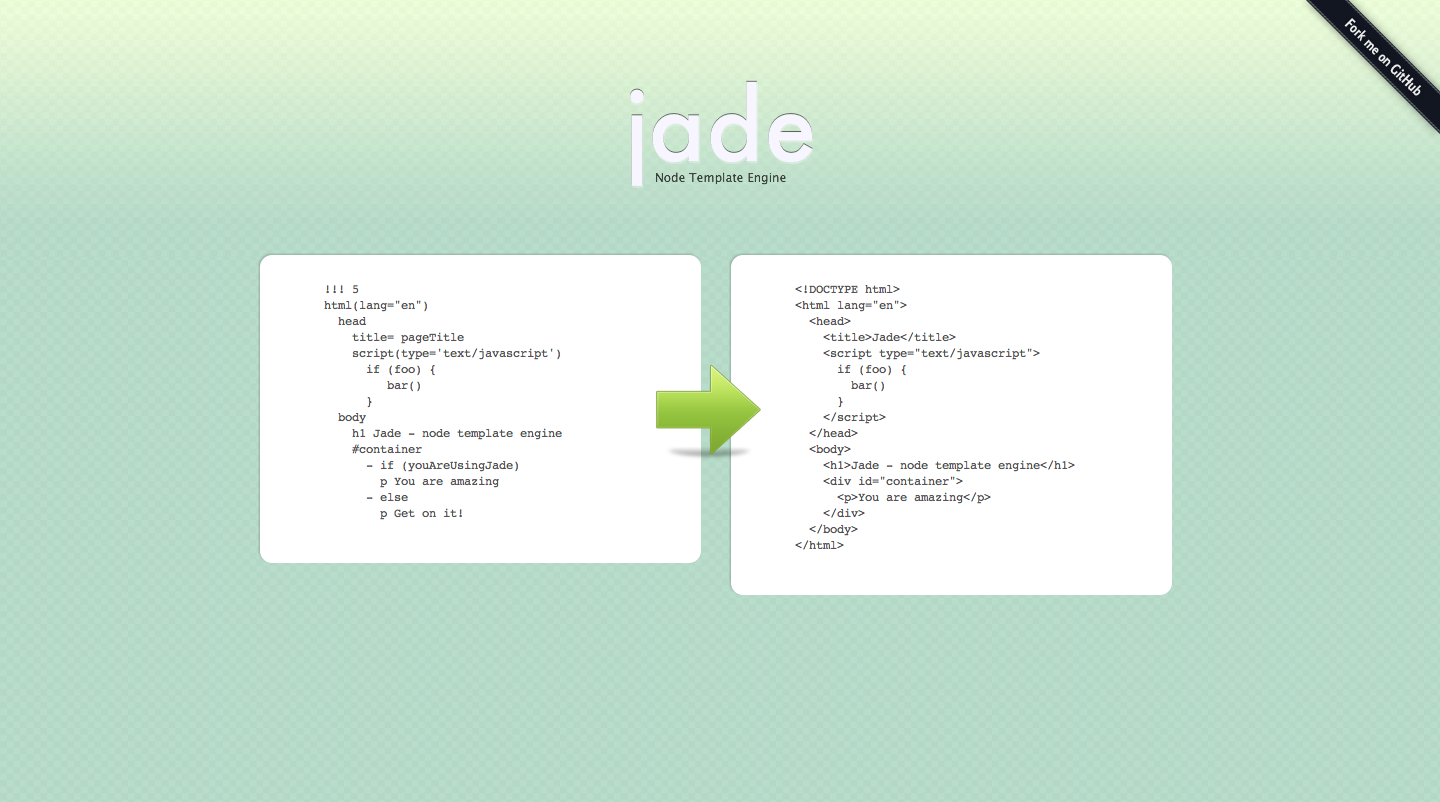 Fork me on GitHub
jade
Node Template Engine
!!! 5
html(lang="en")
  head
    title= pageTitle
    script(type='text/javascript')
      if (foo) {
         bar()
      }
  body
    h1 Jade - node template engine
    #container
      - if (youAreUsingJade)
        p You are amazing
      - else
        p Get on it!
<!DOCTYPE html>
<html lang="en">
  <head>
    <title>Jade</title>
    <script type="text/javascript">
      if (foo) {
        bar()
      }
    </script>
  </head>
  <body>
    <h1>Jade - node template engine</h1>
    <div id="container">
      <p>You are amazing</p>
    </div>
  </body>
</html>